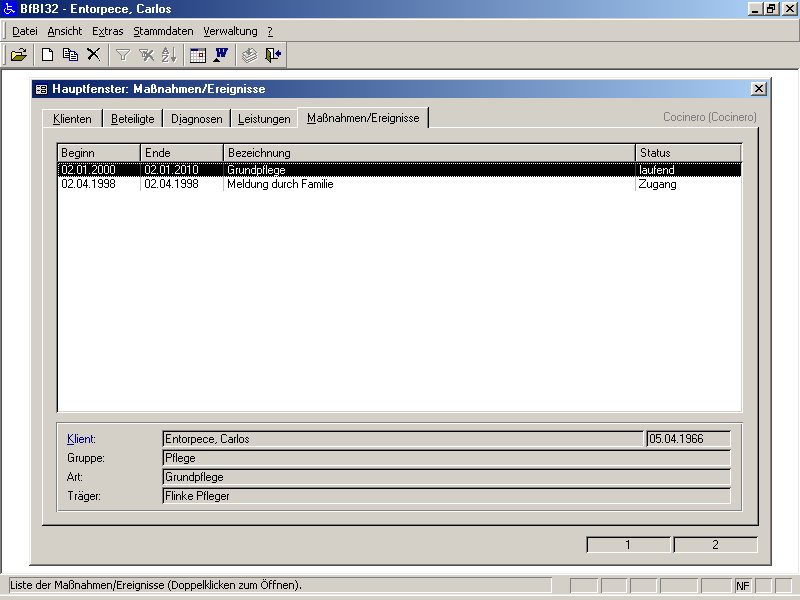 BfBI32 - Entorpece, Carlos
Datei Ansicht Extras Stammdaten Verwaltung ?
Hauptfenster: Maßnahmen/Ereignisse
Klienten Beteiligte Diagnosen Leistungen Maßnahmen/Ereignisse Cocinero (Cocinero)
Beginn Ende Bezeichnung Status
02.01.2000 02.01.2010 Grundpflege laufend
02.04.1998 02.04.1998 Meldung durch Familie Zugang
Klient: Entorpece, Carlos 05.04.1966
Gruppe: Pflege
Art: Grundpflege
Träger: Flinke Pfleger
1 2
Liste der Maßnahmen/Ereignisse (Doppelklicken zum Öffnen). NF